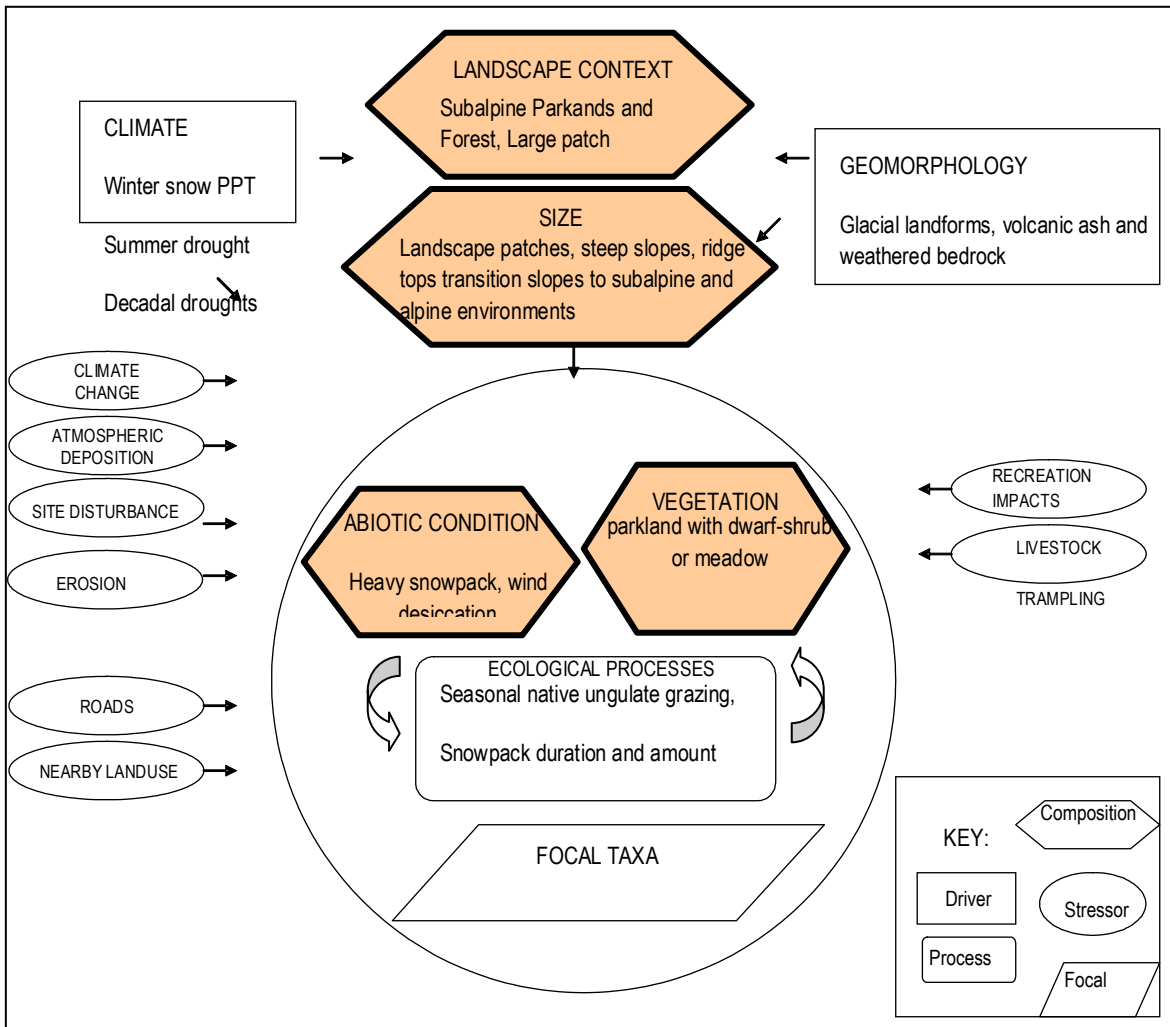 LANDSCAPE CONTEXT
Subalpine Parkands and
Forest, Large patch
CLIMATE
Winter snow PPT
Summer drought
Decadal droughts
GEOMORPHOLOGY
Glacial landforms, volcanic ash and
weathered bedrock
SIZE
Landscape patches, steep slopes, ridge
tops transition slopes to subalpine and
alpine environments
CLIMATE
CHANGE
ATMOSPHERIC
DEPOSITION
SITE DISTURBANCE
EROSION
ROADS
NEARBY LANDUSE
ABIOTIC CONDITION
Heavy snowpack, wind
desiccation
VEGETATION
parkland with dwarf-shrub
or meadow
RECREATION
IMPACTS
LIVESTOCK
TRAMPLING
ECOLOGICAL PROCESSES
Seasonal native ungulate grazing,
Snowpack duration and amount
FOCAL TAXA
KEY:
Composition
Driver
Stressor
Process
Focal